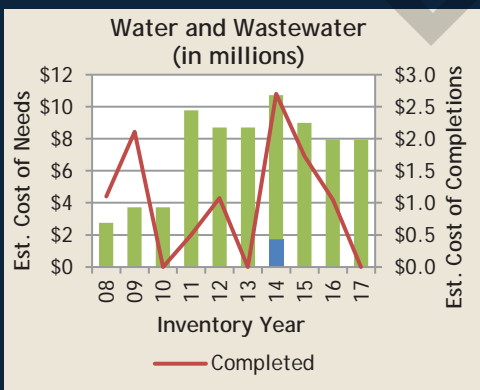 Water and Wastewater
(in millions)
Est. Cost of Needs
$12
$10
$8
$6
$4
$2
$0
$3.0
$2.5
$2.0
$1.5
$1.0
$0.5
$0.0
Est. Cost of Completions
08 09 10 11 12 13 14 15 16 17
Inventory Year
Completed